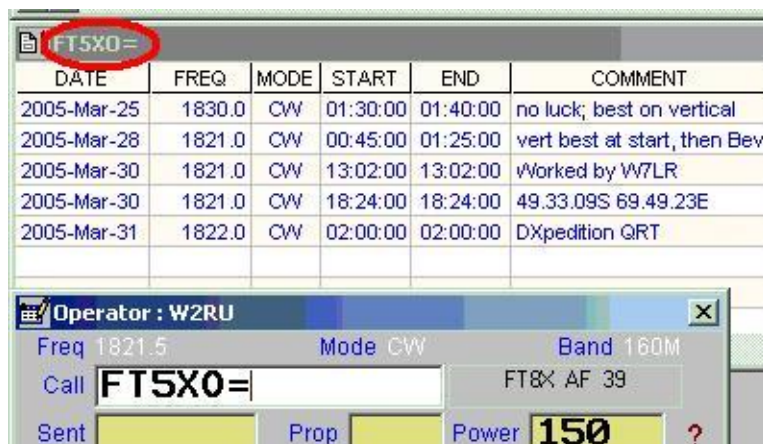 FT5XO=
DATE FREQ MODE START END COMMENT
2005-Mar-25 1830.0 CW 01:30:00 01:40:00 no luck; best on vertical
2005-Mar-28 1821.0 CW 00:45:00 01:25:00 vert best at start, then Bev
2005-Mar-30 1821.0 CW 13:02:00 13:02:00 Worked by W7LR
2005-Mar-30 1821.0 CW 18:24:00 18:24:00 49.33.09S 69.49.23E
2005-Mar-31 1822.0 CW 02:00:00 02:00:00 DXpedition QRT
Operator : W2RU
Freq 1821.5 Mode CW Band 160M
Call FT5XO= FT8X AF 39
Sent Prop Power 150 ?